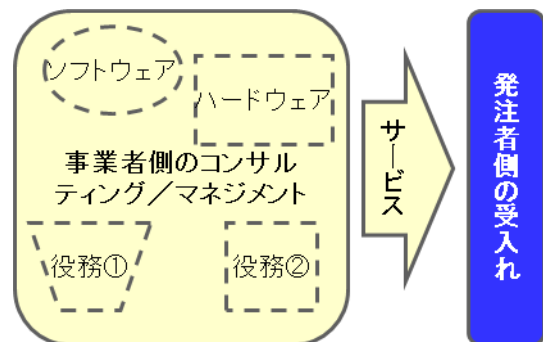 ソフトウェア
ハードウェア
事業者側のコンサル
ティング／マネジメント
役務①
役務②
サービス
発注者側の受入れ